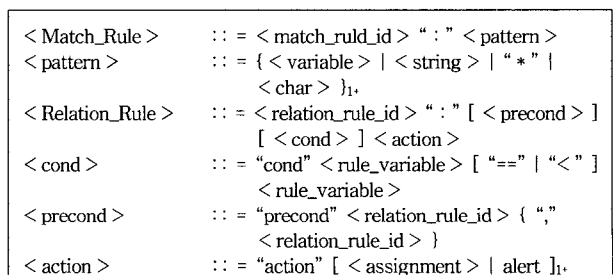 < Match_Rule > : : = < match_ruld_id > “ : ” < pattern >
< pattern > : : = { < variable > | < string > | “ * ” |
< char > }1+
< Relation_Rule > : : = < relation_rule_id > “ : ” [ < precond > ]
[ < cond > ] < action >
< cond > : : = “cond” < rule_variable > [ “==” | “< ” ]
< rule_variable >
< precond > : : = “precond” < relation_rule_id > { “,”
< relation_rule_id > }
< action > : : = “action” [ < assignment > | alert ]1+